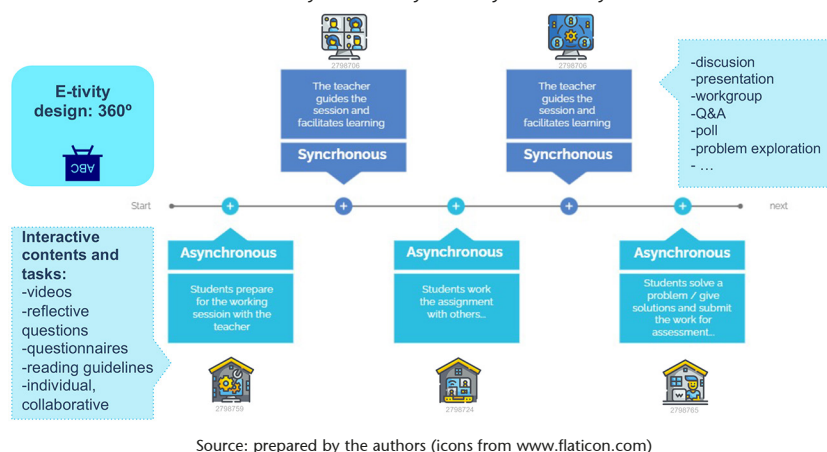 2798706
2798706
The teacher
guides the
session and
facilitates learning
Syncrhonous
The teacher
guides the
session and
facilitates learning
Syncrhonous
-discusion
-presentation
-workgroup
-Q&A
-poll
-problem exploration
- ...
E-tivity
design: 360º
ABC
Start
next
Interactive
contents and
tasks:
-videos
-reflective
questions
-questionnaires
-reading guidelines
-individual,
collaborative
Asynchronous
Students prepare
for the working
sessioin with the
teacher
2798759
Asynchronous
Students work
the assignment
with others...
2798724
Asynchronous
Students solve a
problem / give
solutions and submit
the work for
assessment...
W
2798765
Source: prepared by the authors (icons from www.flaticon.com)